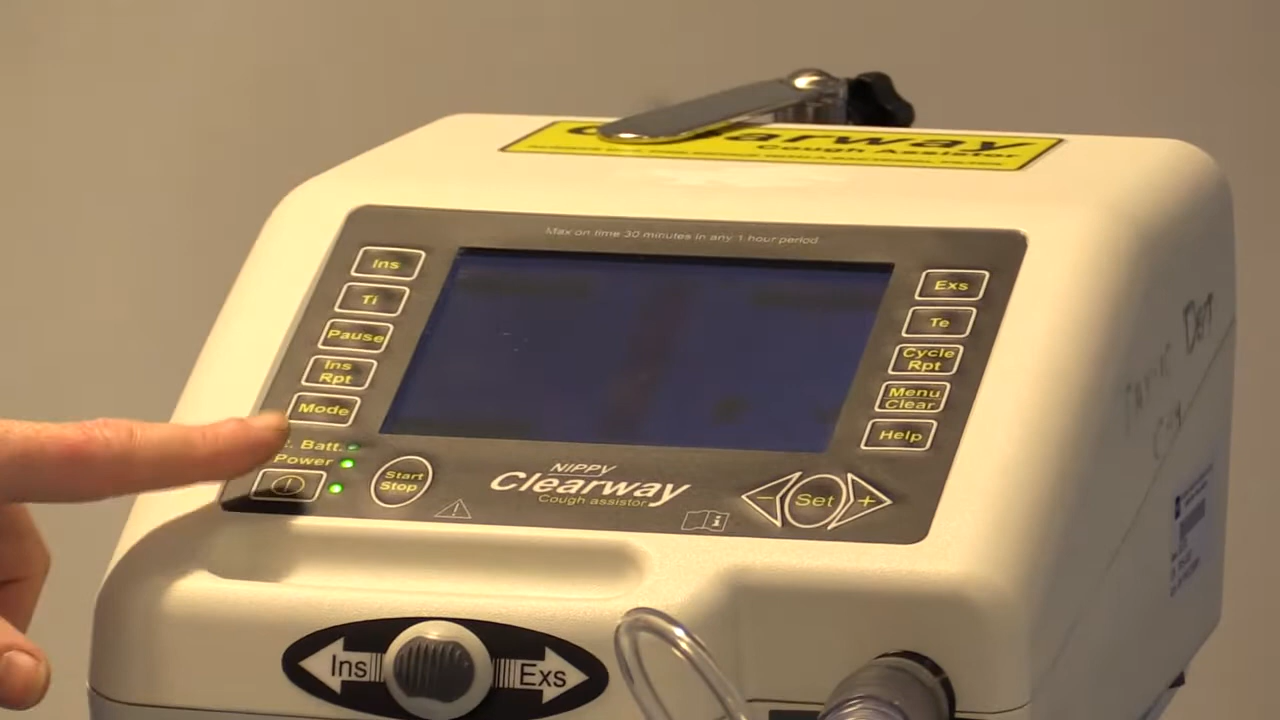 Clearway
Cough Assistor
Max on time 30 minutes in any 1 hour period
Ins
Ti
Pause
Ins
Rpt
Mode
Batt.
Power
Start
Stop
Exs
Te
Cycle
Rpt
Menu
Clear
Help
NIPPY
Clearway
Cough assistor
i
− Set +
Ins
Exs